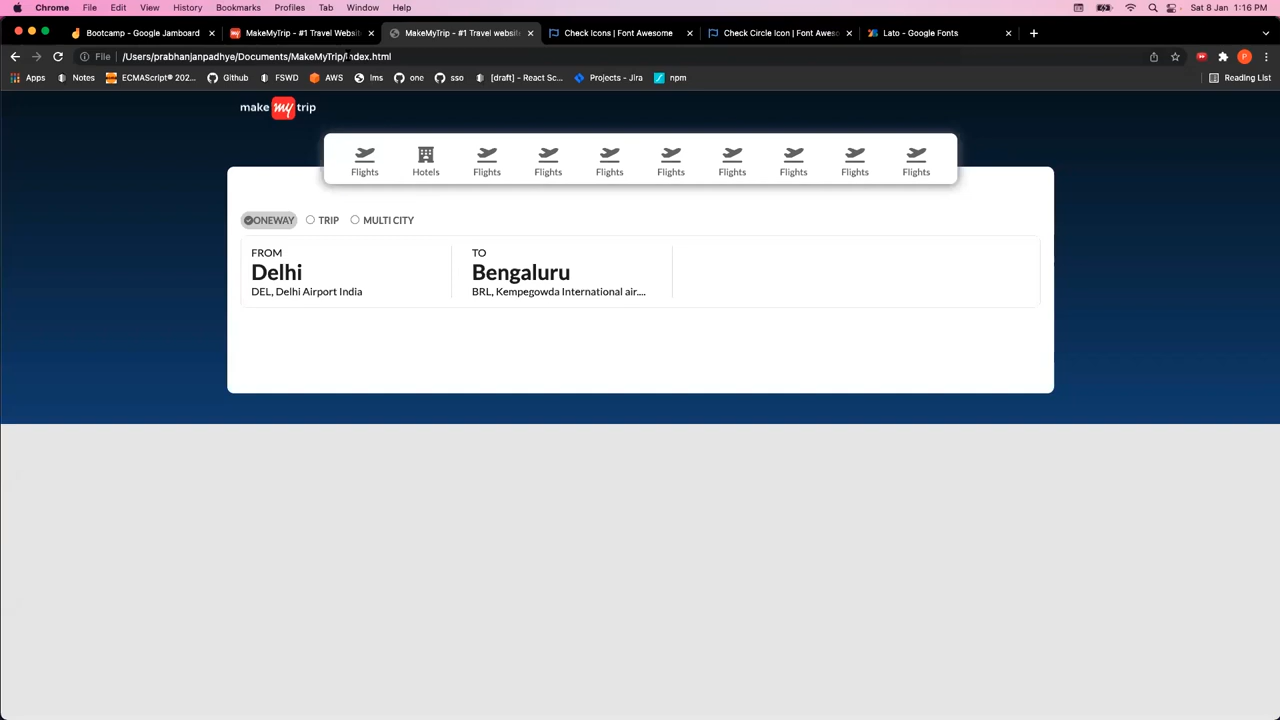 Chrome File Edit View History Bookmarks Profiles Tab Window Help Sat 8 Jan 1:16 PM
Bootcamp - Google Jamboard MakeMyTrip - #1 Travel Websit MakeMyTrip - #1 Travel websit Check Icons | Font Awesome Check Circle Icon | Font Aweso Lato - Google Fonts
File /Users/prabhanjanpadhye/Documents/MakeMyTrip/index.html P
Apps Notes ECMAScript® 202... Github FSWD AWS lms one sso [draft] - React Sc... Projects - Jira npm Reading List
make my trip
Flights Hotels Flights Flights Flights Flights Flights Flights Flights Flights
ONEWAY TRIP MULTI CITY
FROM TO
Delhi Bengaluru
DEL, Delhi Airport India BRL, Kempegowda International air....